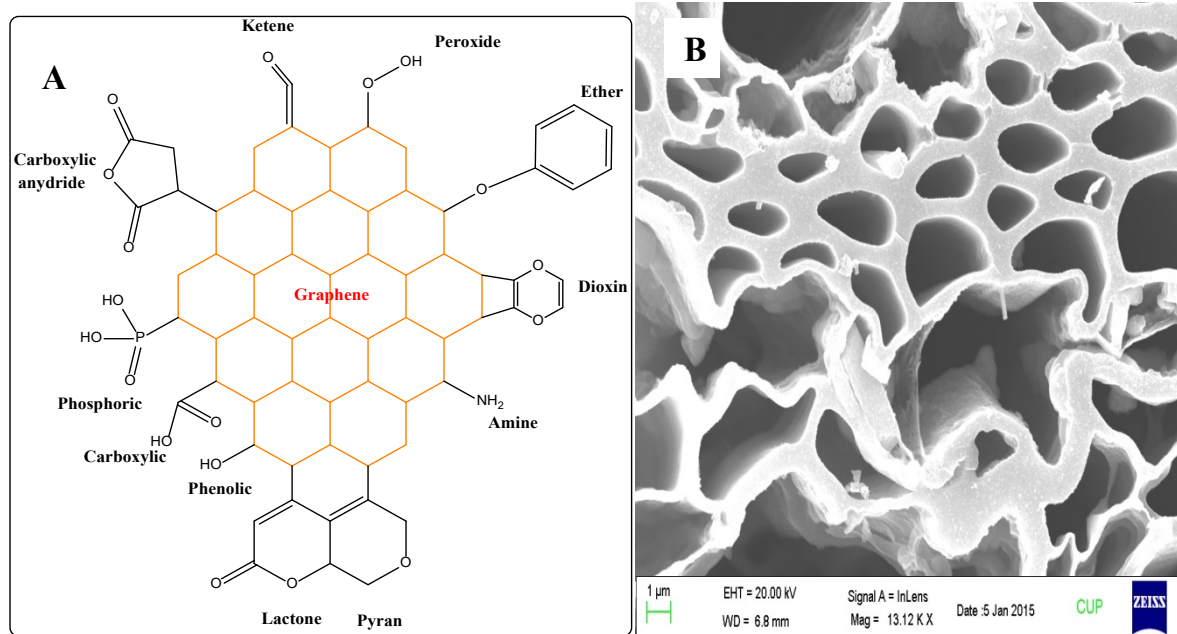 A
Ketene
O
Peroxide
OH
O
Ether
O
Carboxylic
anydride
O
O
O
Graphene
Dioxin
O
O
HO
HO
P
O
Phosphoric
HO
O
Carboxylic
NH2
Amine
HO
Phenolic
O
O
O
Lactone
Pyran
B
1 µm
EHT = 20.00 kV
WD = 6.8 mm
Signal A = InLens
Mag = 13.12 K X
Date :5 Jan 2015
CUP
ZEISS